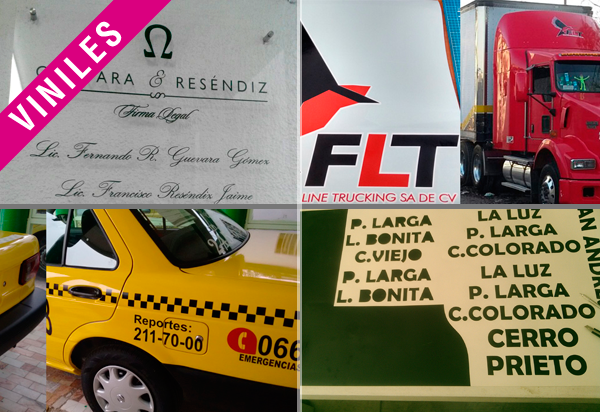 VINILES
Ω
& RESÉNDIZ
Firma Legal
Lic. Fernando R. Guevara Gómez
Lic. Francisco Reséndiz Jaime
FLT
LINE TRUCKING SA DE CV
Reportes:
211-70-00
066
EMERGENCIAS
P. LARGA
L. BONITA
C.VIEJO
P. LARGA
L. BONITA
LA LUZ
P. LARGA
C.COLORADO
LA LUZ
P. LARGA
C.COLORADO
CERRO
PRIETO